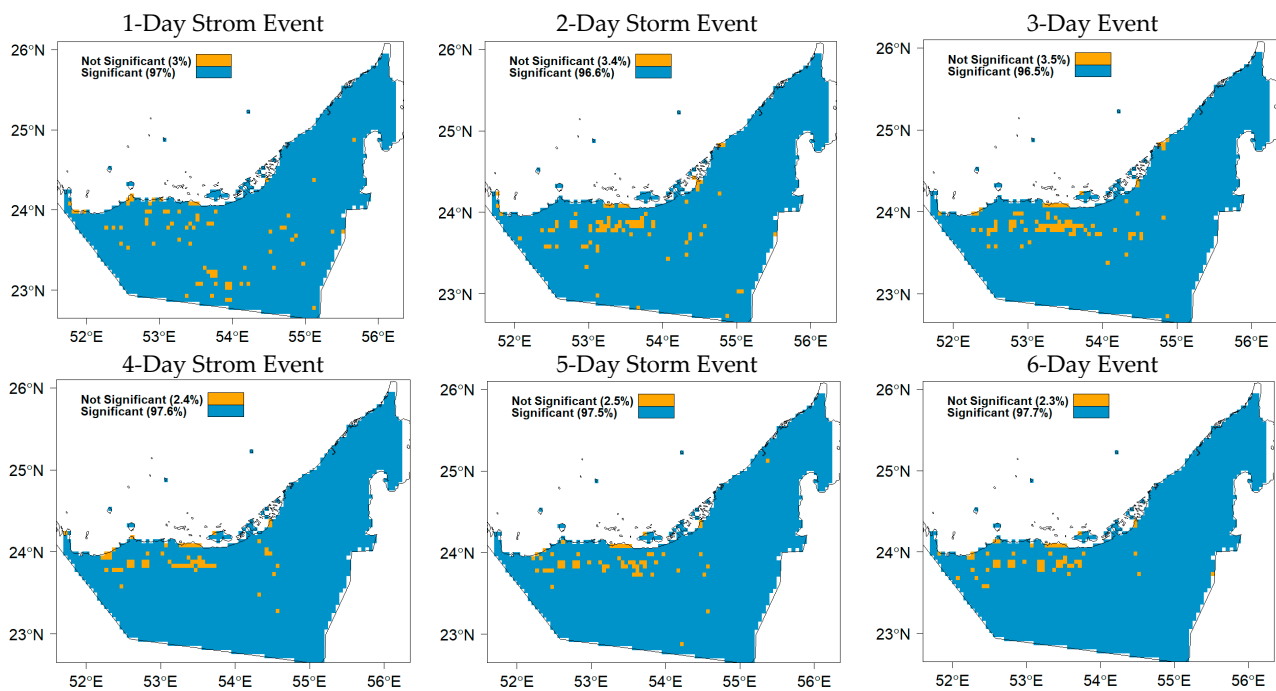 1-Day Strom Event
Not Significant (3%)
Significant (97%)
26°N
25°N
24°N
23°N
52°E 53°E 54°E 55°E 56°E
2-Day Storm Event
Not Significant (3.4%)
Significant (96.6%)
26°N
25°N
24°N
23°N
52°E 53°E 54°E 55°E 56°E
3-Day Event
Not Significant (3.5%)
Significant (96.5%)
26°N
25°N
24°N
23°N
52°E 53°E 54°E 55°E 56°E
4-Day Strom Event
Not Significant (2.4%)
Significant (97.6%)
26°N
25°N
24°N
23°N
52°E 53°E 54°E 55°E 56°E
5-Day Storm Event
Not Significant (2.5%)
Significant (97.5%)
26°N
25°N
24°N
23°N
52°E 53°E 54°E 55°E 56°E
6-Day Event
Not Significant (2.3%)
Significant (97.7%)
26°N
25°N
24°N
23°N
52°E 53°E 54°E 55°E 56°E